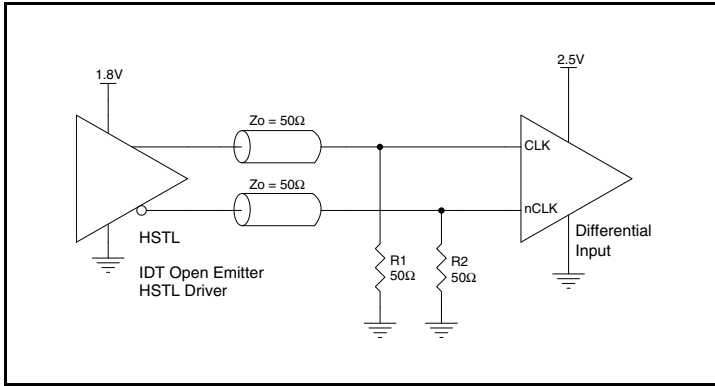 1.8V
2.5V
Zo = 50Ω
CLK
Zo = 50Ω
nCLK
HSTL
Differential
Input
IDT Open Emitter
HSTL Driver
R1
50Ω
R2
50Ω